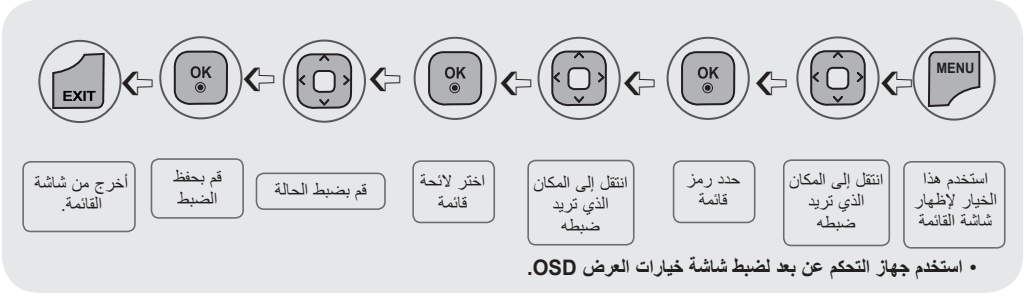 MENU
OK
OK
OK
EXIT
استخدم هذا
الخيار لإظهار
شاشة القائمة
انتقل إلى المكان
الذي تريد
ضبطه
حدد رمز
قائمة
انتقل إلى المكان
الذي تريد
ضبطه
اختر لائحة
قائمة
قم بضبط الحالة
قم بحفظ
الضبط
أخرج من شاشة
القائمة.
• استخدم جهاز التحكم عن بعد لضبط شاشة خيارات العرض OSD.